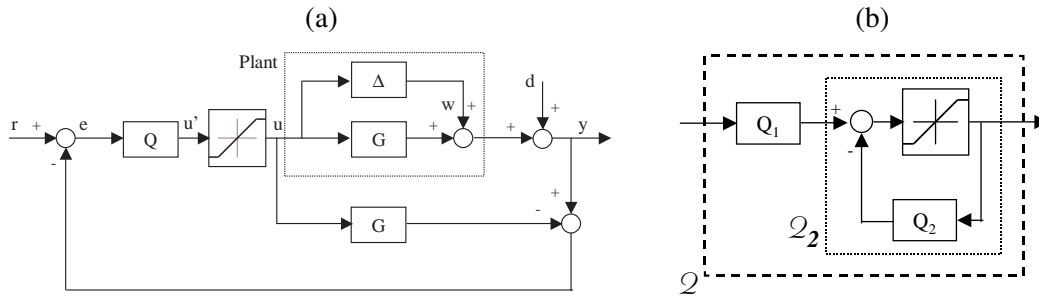 (a)
(b)
Plant
Δ
d
w
+
+
r
+
e
Q
u'
u
G
+
+
y
-
+
-
G
Q₁
+
-
Q₂
𝒬₂
𝒬